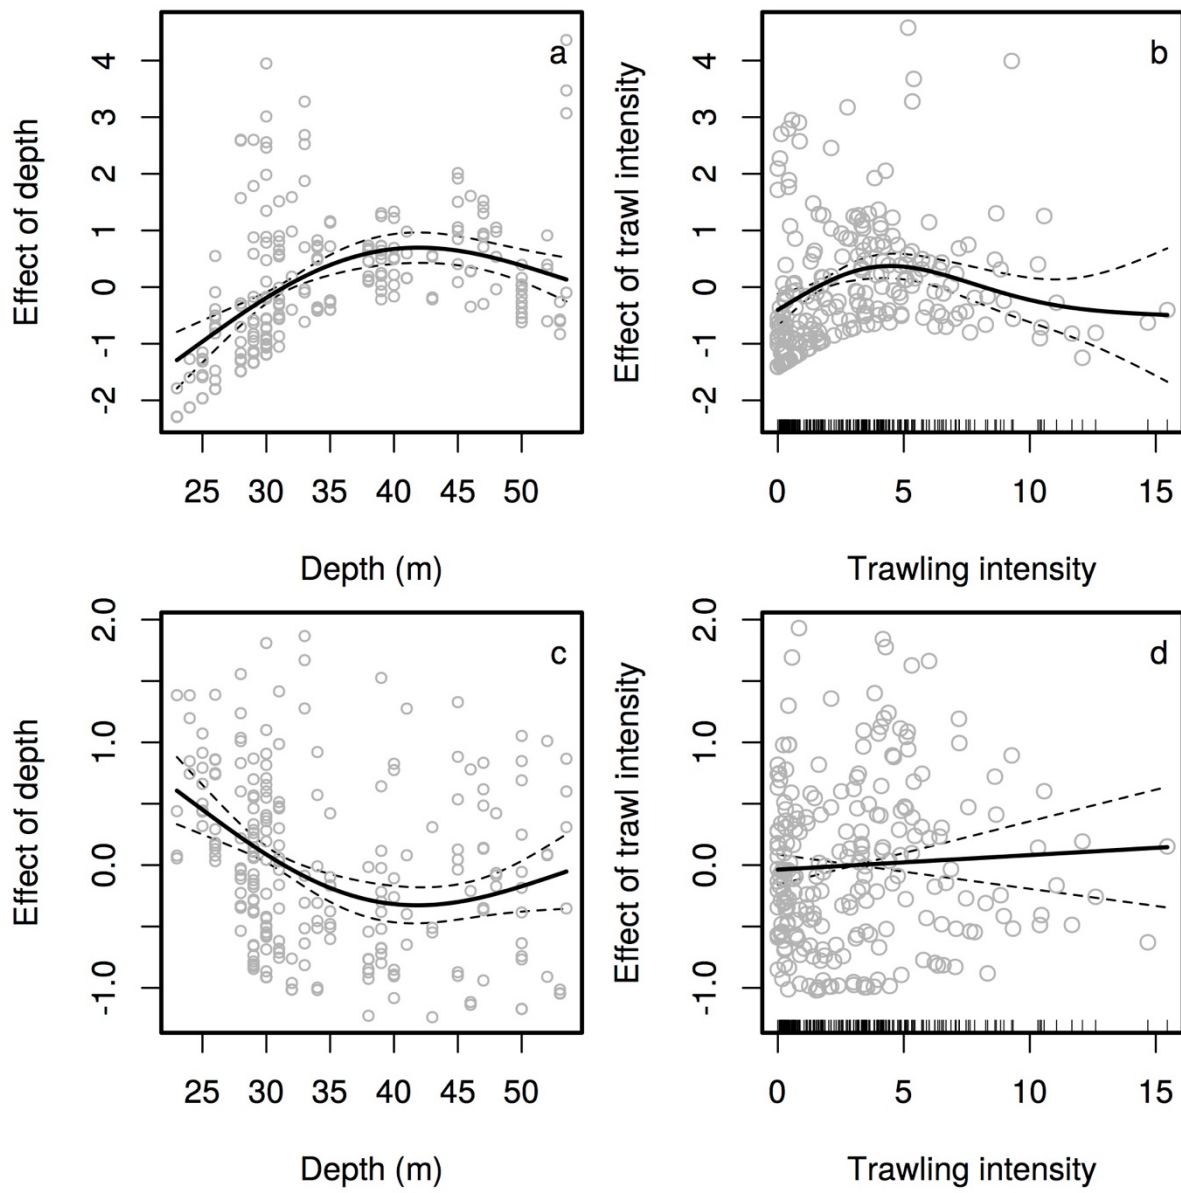 a
Effect of depth
4
3
2
1
0
-1
-2
25 30 35 40 45 50
Depth (m)
b
Effect of trawl intensity
4
3
2
1
0
-1
-2
0 5 10 15
Trawling intensity
c
Effect of depth
2.0
1.0
0.0
-1.0
25 30 35 40 45 50
Depth (m)
d
Effect of trawl intensity
2.0
1.0
0.0
-1.0
0 5 10 15
Trawling intensity